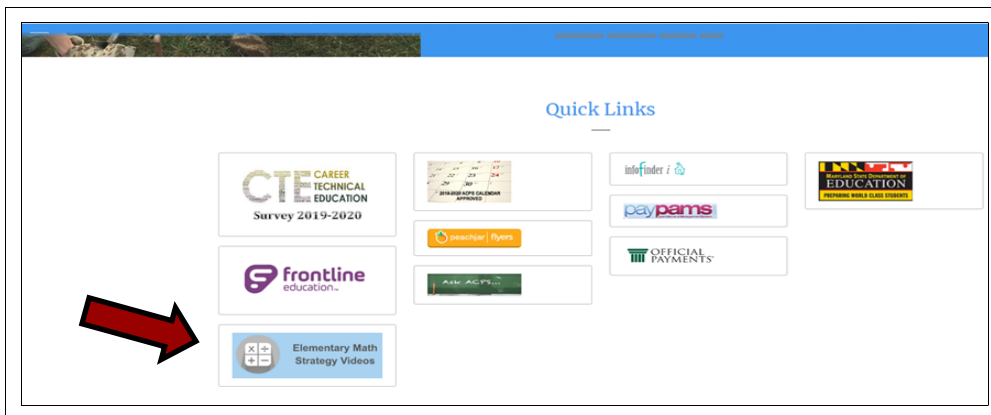 Quick Links
CTE CAREER
TECHNICAL
EDUCATION
Survey 2019-2020
frontline
education
Elementary Math
Strategy Videos
2019-2020 ACPS CALENDAR
APPROVED
peachjar | flyers
Ask ACPS...
infofinder i
paypams
OFFICIAL
PAYMENTS
MARYLAND STATE DEPARTMENT OF
EDUCATION
PREPARING WORLD CLASS STUDENTS